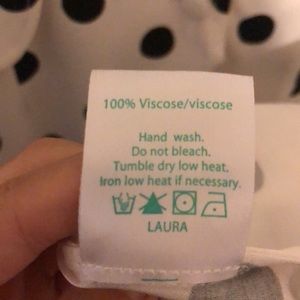 100% Viscose/viscose
Hand wash.
Do not bleach.
Tumble dry low heat.
Iron low heat if necessary.
LAURA